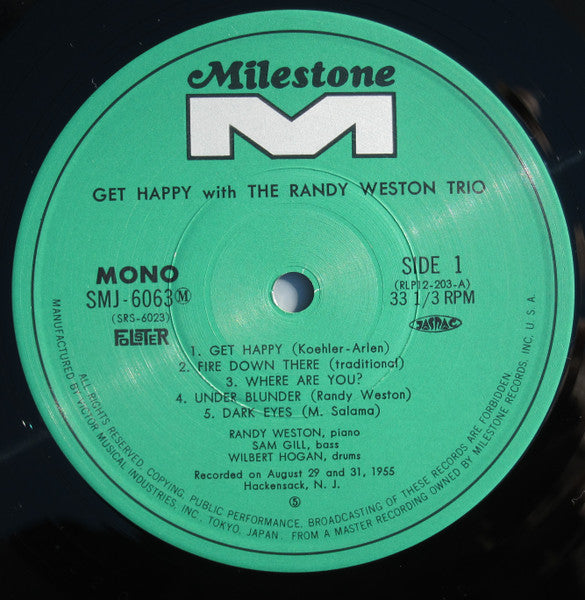 Milestone
M
GET HAPPY with THE RANDY WESTON TRIO
MONO
SMJ-6063Ⓜ
(SRS-6023)
FOLSTER
SIDE 1
(RLP12-203-A)
33 1/3 RPM
JASRAC
1. GET HAPPY (Koehler-Arlen)
2. FIRE DOWN THERE (traditional)
3. WHERE ARE YOU?
4. UNDER BLUNDER (Randy Weston)
5. DARK EYES (M. Salama)
RANDY WESTON, piano
SAM GILL, bass
WILBERT HOGAN, drums
Recorded on August 29 and 31, 1955
Hackensack, N. J.
⑤
ALL RIGHTS RESERVED. COPYING, PUBLIC PERFORMANCE, BROADCASTING OF THESE RECORDS ARE FORBIDDEN.
MANUFACTURED BY VICTOR MUSICAL INDUSTRIES, INC. TOKYO, JAPAN. FROM A MASTER RECORDING OWNED BY MILESTONE RECORDS, INC. U. S. A.